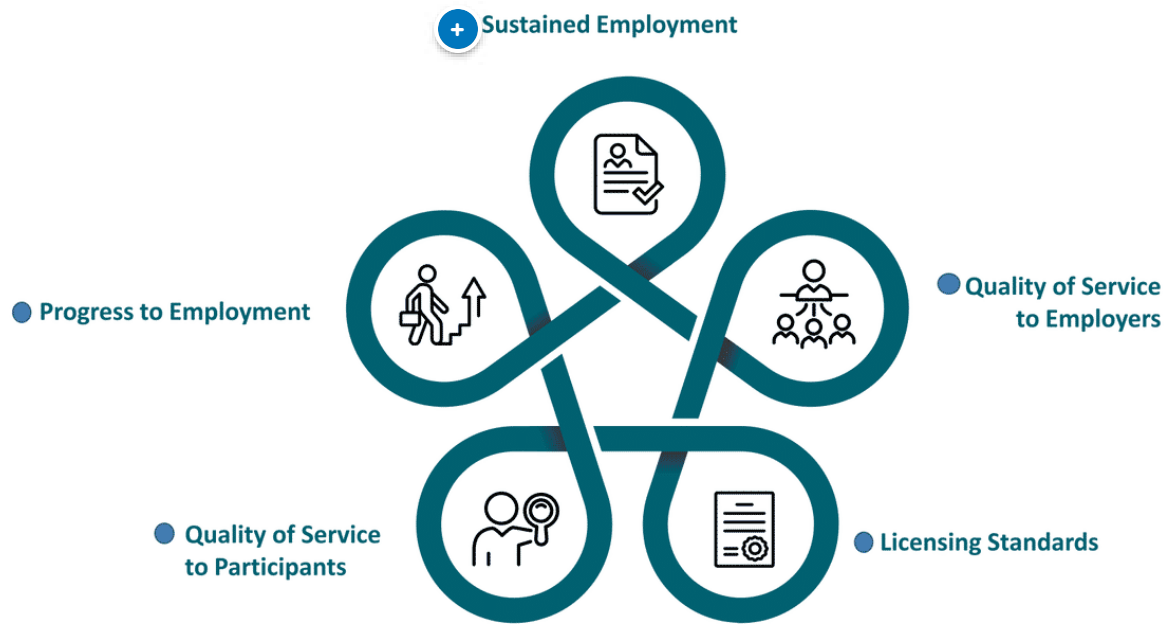 Sustained Employment
Progress to Employment
Quality of Service
to Employers
Quality of Service
to Participants
Licensing Standards